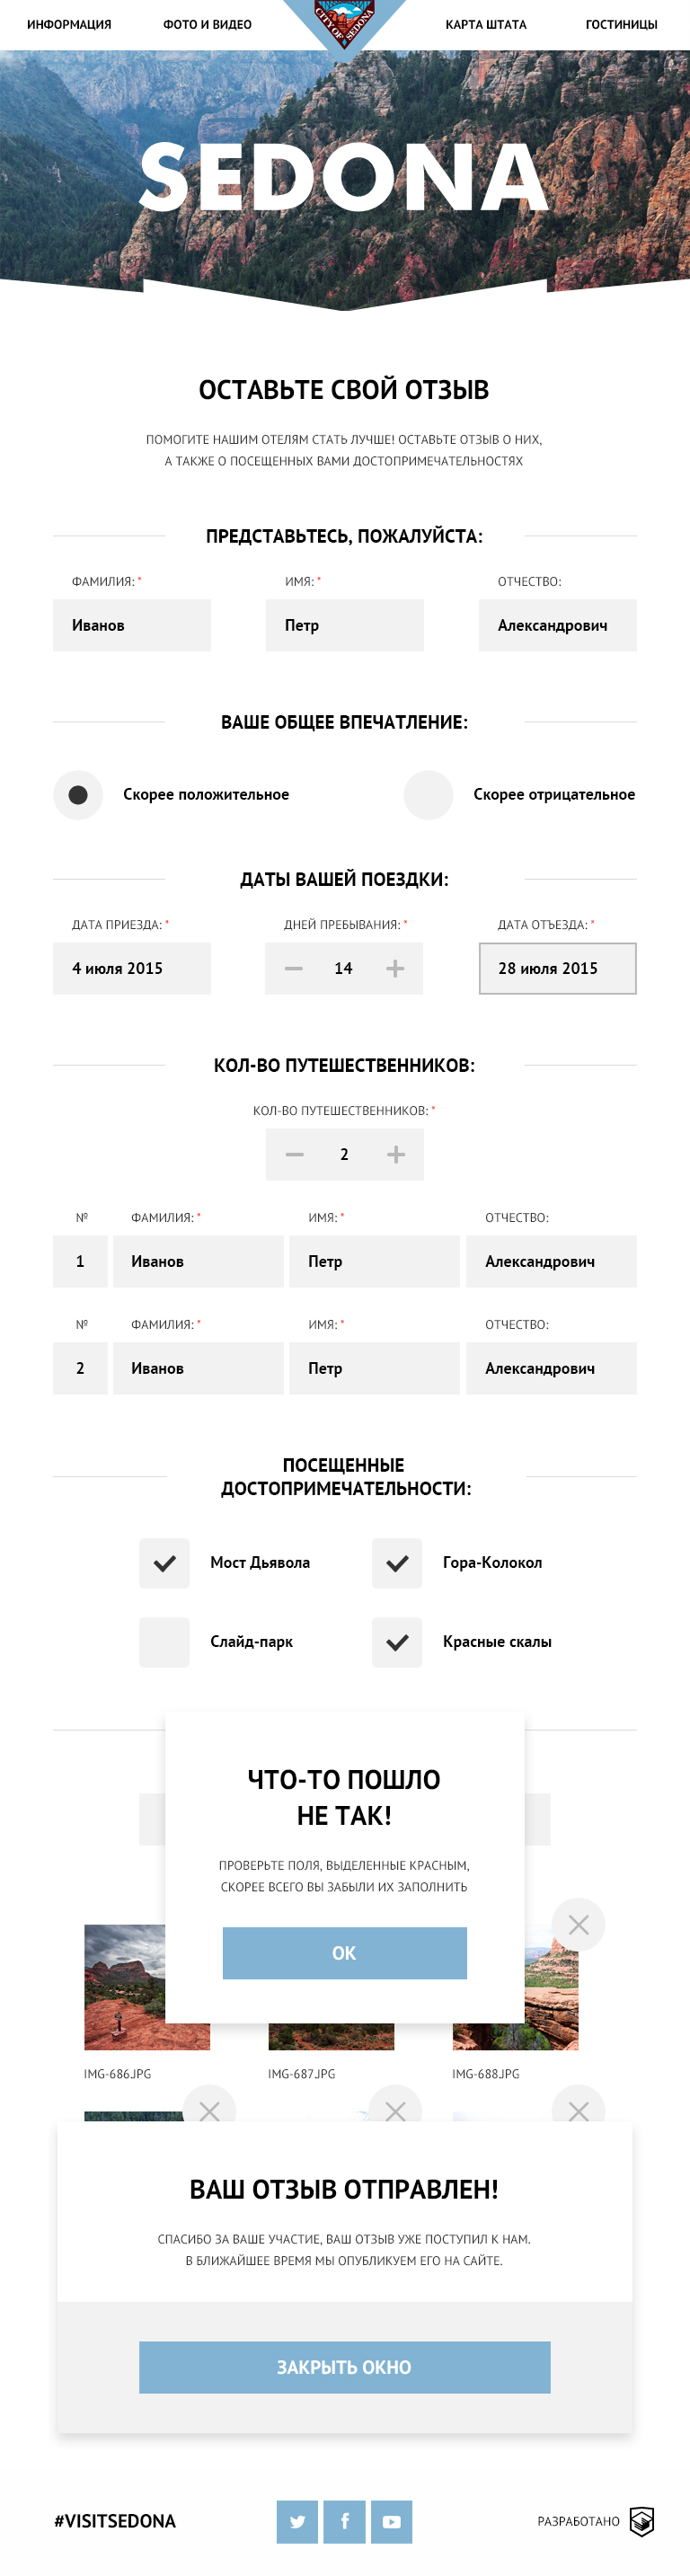 ИНФОРМАЦИЯ ФОТО И ВИДЕО КАРТА ШТАТА ГОСТИНИЦЫ
CITY OF SEDONA
SEDONA
ОСТАВЬТЕ СВОЙ ОТЗЫВ
ПОМОГИТЕ НАШИМ ОТЕЛЯМ СТАТЬ ЛУЧШЕ! ОСТАВЬТЕ ОТЗЫВ О НИХ,
А ТАКЖЕ О ПОСЕЩЕННЫХ ВАМИ ДОСТОПРИМЕЧАТЕЛЬНОСТЯХ
ПРЕДСТАВЬТЕСЬ, ПОЖАЛУЙСТА:
ФАМИЛИЯ: * ИМЯ: * ОТЧЕСТВО:
Иванов Петр Александрович
ВАШЕ ОБЩЕЕ ВПЕЧАТЛЕНИЕ:
Скорее положительное Скорее отрицательное
ДАТЫ ВАШЕЙ ПОЕЗДКИ:
ДАТА ПРИЕЗДА: * ДНЕЙ ПРЕБЫВАНИЯ: * ДАТА ОТЪЕЗДА: *
4 июля 2015 14 28 июля 2015
КОЛ-ВО ПУТЕШЕСТВЕННИКОВ:
КОЛ-ВО ПУТЕШЕСТВЕННИКОВ: *
2
№ ФАМИЛИЯ: * ИМЯ: * ОТЧЕСТВО:
1 Иванов Петр Александрович
№ ФАМИЛИЯ: * ИМЯ: * ОТЧЕСТВО:
2 Иванов Петр Александрович
ПОСЕЩЕННЫЕ
ДОСТОПРИМЕЧАТЕЛЬНОСТИ:
Мост Дьявола Гора-Колокол
Слайд-парк Красные скалы
ЧТО-ТО ПОШЛО
НЕ ТАК!
ПРОВЕРЬТЕ ПОЛЯ, ВЫДЕЛЕННЫЕ КРАСНЫМ,
СКОРЕЕ ВСЕГО ВЫ ЗАБЫЛИ ИХ ЗАПОЛНИТЬ
ОК
IMG-686.JPG IMG-687.JPG IMG-688.JPG
ВАШ ОТЗЫВ ОТПРАВЛЕН!
СПАСИБО ЗА ВАШЕ УЧАСТИЕ, ВАШ ОТЗЫВ УЖЕ ПОСТУПИЛ К НАМ.
В БЛИЖАЙШЕЕ ВРЕМЯ МЫ ОПУБЛИКУЕМ ЕГО НА САЙТЕ.
ЗАКРЫТЬ ОКНО
#VISITSEDONA РАЗРАБОТАНО